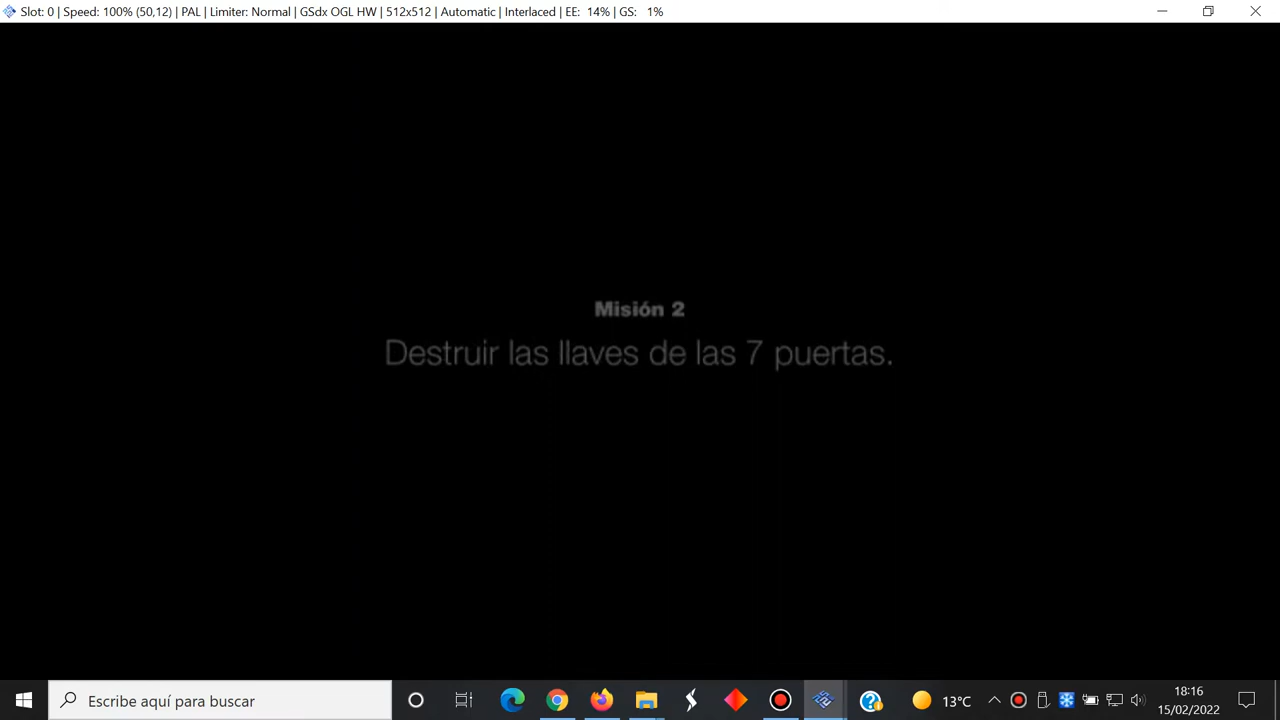 Slot: 0 | Speed: 100% (50,12) | PAL | Limiter: Normal | GSdx OGL HW | 512x512 | Automatic | Interlaced | EE: 14% | GS: 1%
Misión 2
Destruir las llaves de las 7 puertas.
Escribe aquí para buscar
13°C
18:16
15/02/2022